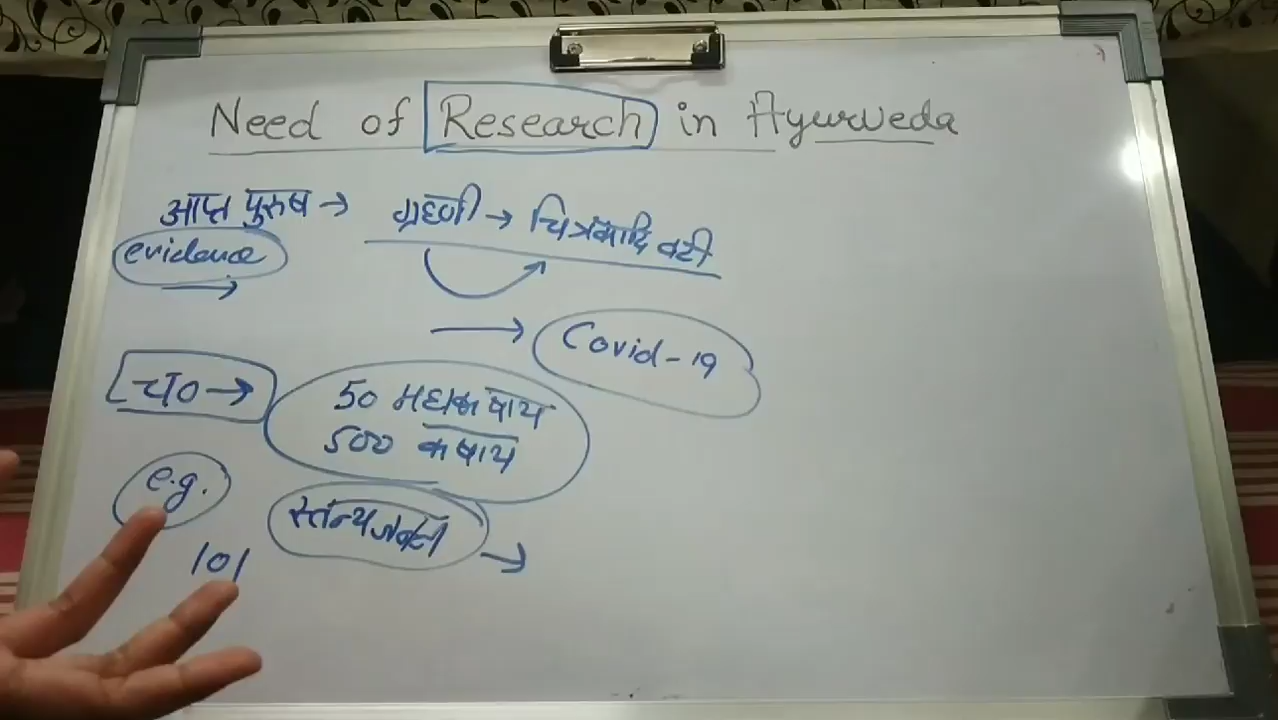 Need of Research in Ayurveda
आप्त पुरुष → ग्रहणी → चित्रकादि वटी
evidence
→
→ Covid-19
च० → 50 महाकषाय
500 कषाय
e.g. स्तन्यजननी →
101